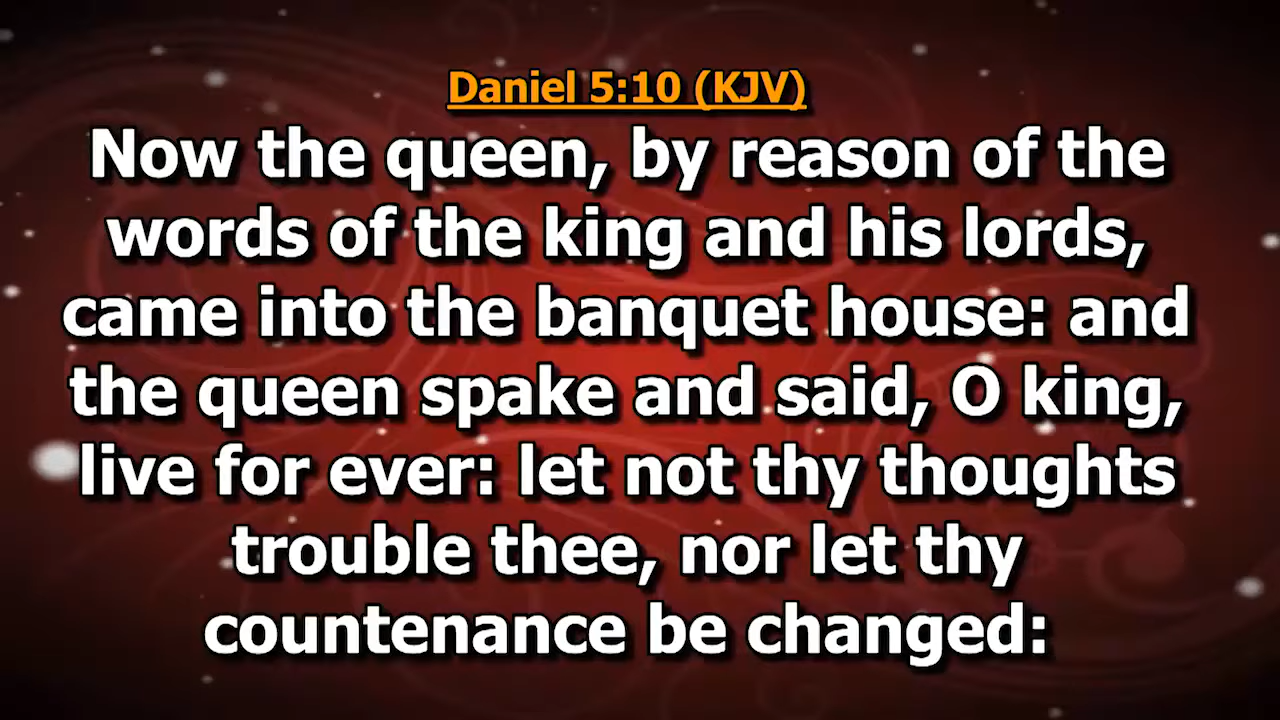 Daniel 5:10 (KJV)
Now the queen, by reason of the
words of the king and his lords,
came into the banquet house: and
the queen spake and said, O king,
live for ever: let not thy thoughts
trouble thee, nor let thy
countenance be changed: